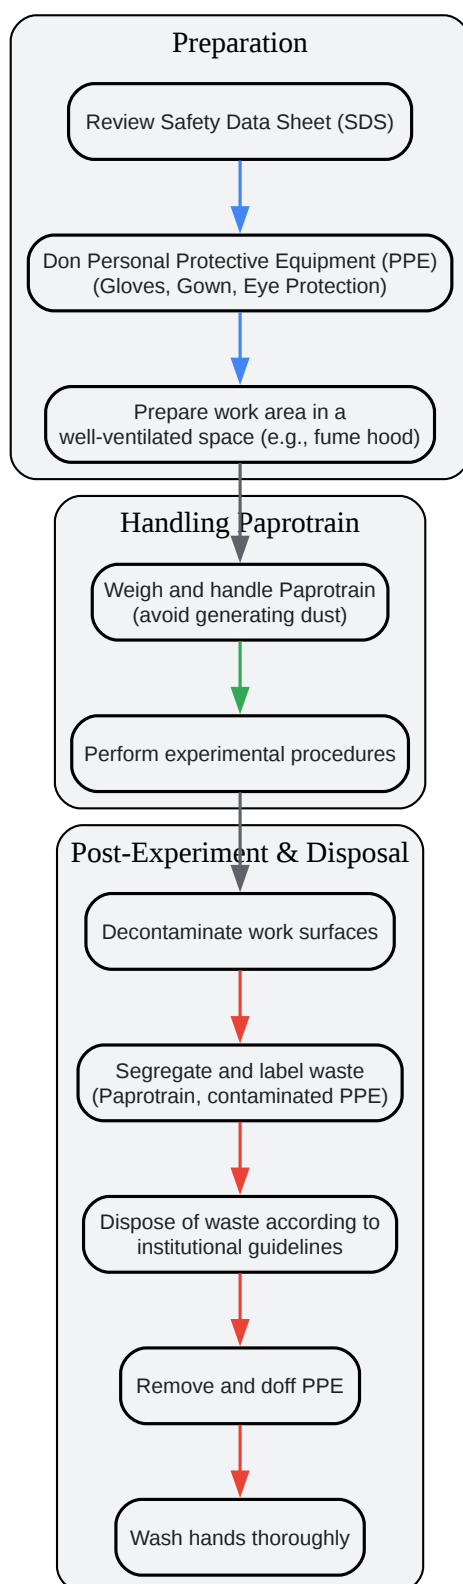 Preparation
Review Safety Data Sheet (SDS)
Don Personal Protective Equipment (PPE)
(Gloves, Gown, Eye Protection)
Prepare work area in a
well-ventilated space (e.g., fume hood)
Handling Paprotrain
Weigh and handle Paprotrain
(avoid generating dust)
Perform experimental procedures
Post-Experiment & Disposal
Decontaminate work surfaces
Segregate and label waste
(Paprotrain, contaminated PPE)
Dispose of waste according to
institutional guidelines
Remove and doff PPE
Wash hands thoroughly